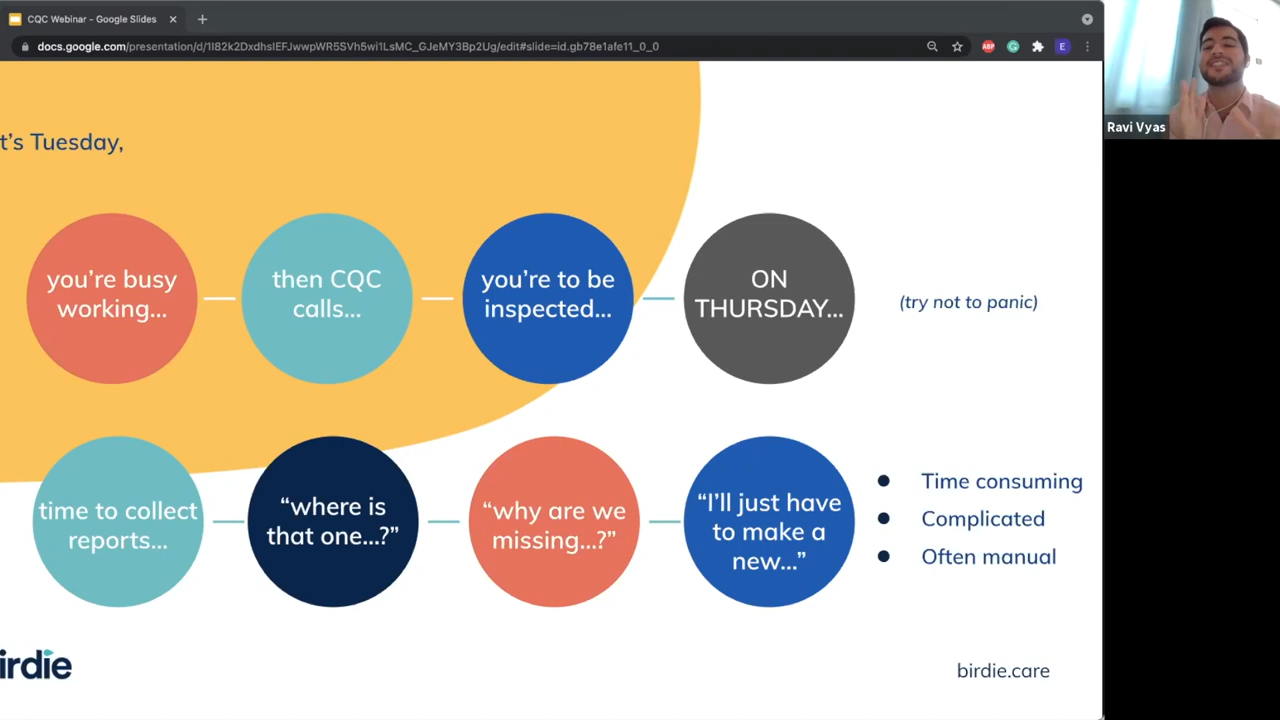 CQC Webinar - Google Slides
docs.google.com/presentation/d/1I82k2DxdhsIEFJwwpWR5SVh5wi1LsMC_GJeMY3Bp2Ug/edit#slide=id.gb78e1afe11_0_0
ABP
E
Ravi Vyas
t's Tuesday,
you're busy
working...
then CQC
calls...
you're to be
inspected...
ON
THURSDAY...
(try not to panic)
time to collect
reports...
"where is
that one...?"
"why are we
missing...?"
"I'll just have
to make a
new..."
Time consuming
Complicated
Often manual
irdie
birdie.care